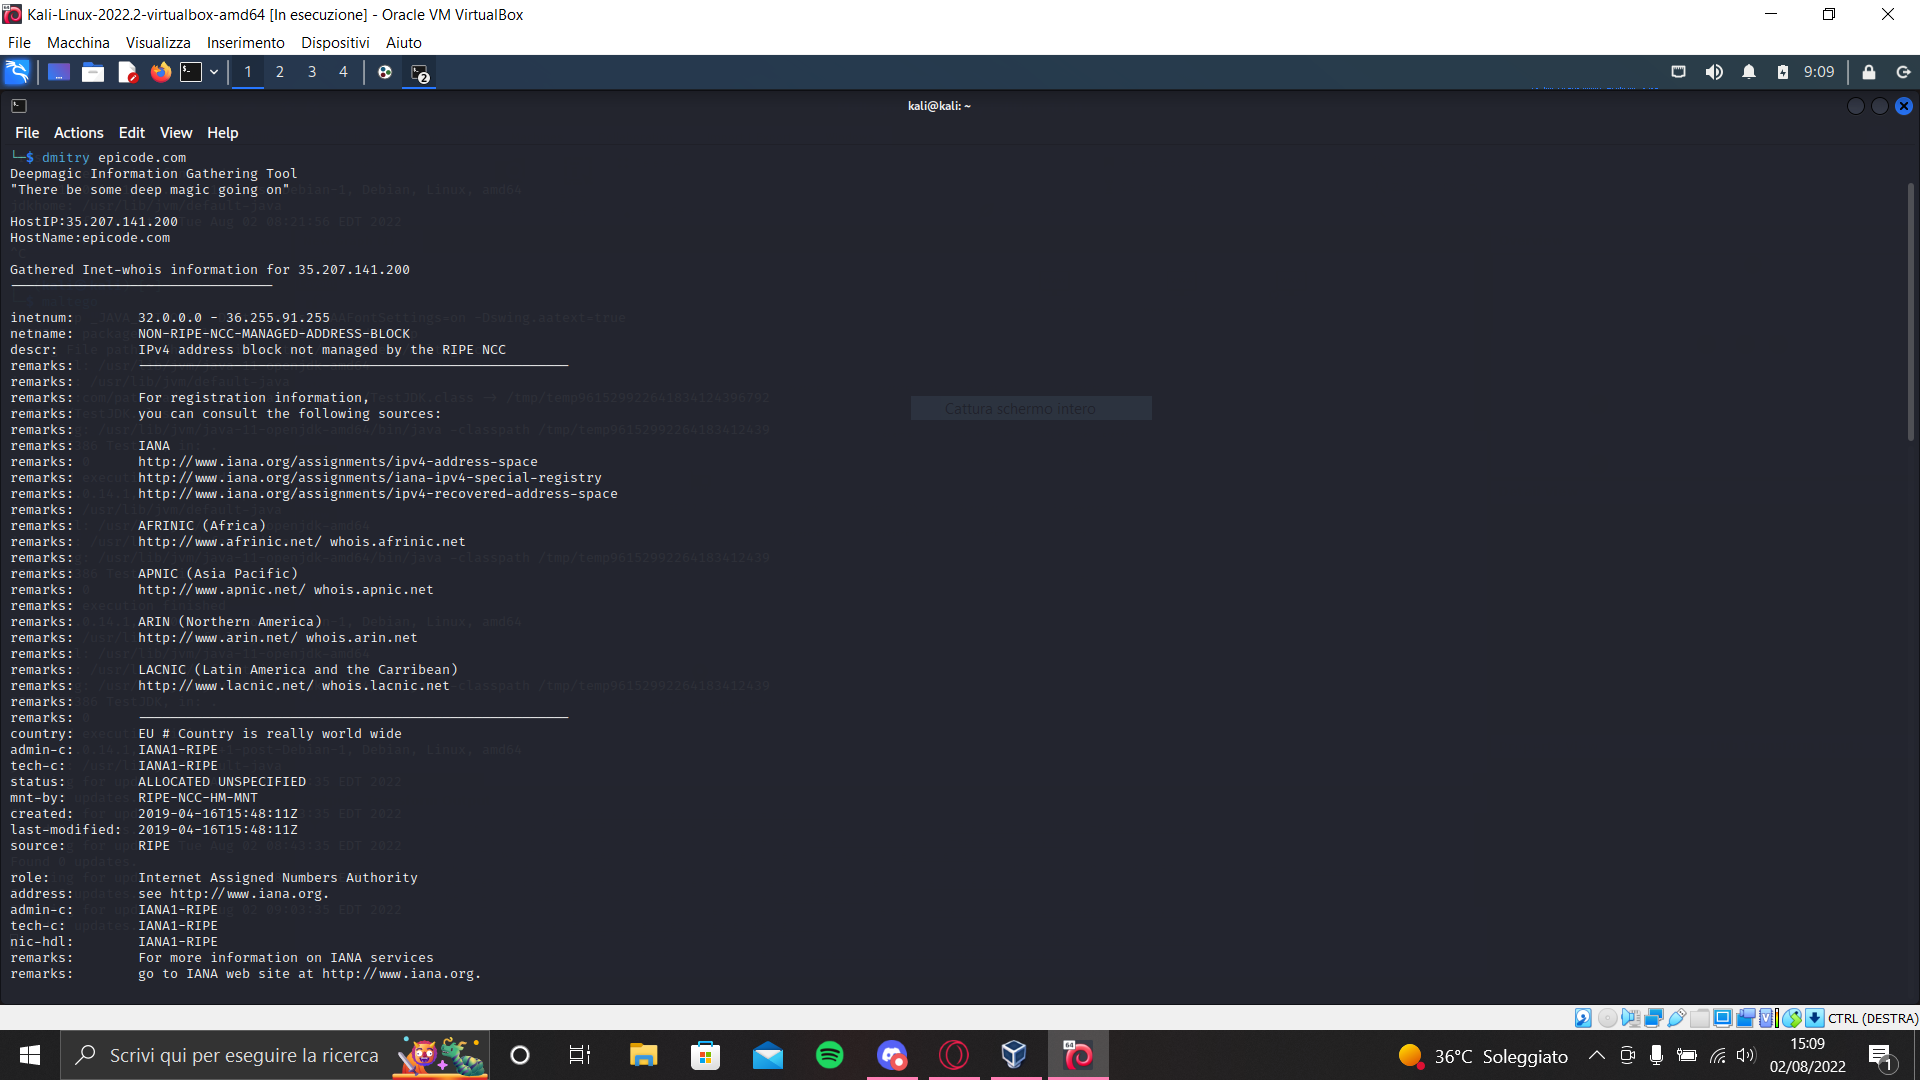 Kali-Linux-2022.2-virtualbox-amd64 [In esecuzione] - Oracle VM VirtualBox
File Macchina Visualizza Inserimento Dispositivi Aiuto
1 2 3 4 2 9:09
kali@kali: ~
File Actions Edit View Help
└─$ dmitry epicode.com
Deepmagic Information Gathering Tool
"There be some deep magic going on"
HostIP:35.207.141.200
HostName:epicode.com
Gathered Inet-whois information for 35.207.141.200
inetnum: 32.0.0.0 - 36.255.91.255
netname: NON-RIPE-NCC-MANAGED-ADDRESS-BLOCK
descr: IPv4 address block not managed by the RIPE NCC
remarks:
remarks:
remarks: For registration information,
remarks: you can consult the following sources:
remarks:
remarks: IANA
remarks: http://www.iana.org/assignments/ipv4-address-space
remarks: http://www.iana.org/assignments/iana-ipv4-special-registry
remarks: http://www.iana.org/assignments/ipv4-recovered-address-space
remarks:
remarks: AFRINIC (Africa)
remarks: http://www.afrinic.net/ whois.afrinic.net
remarks:
remarks: APNIC (Asia Pacific)
remarks: http://www.apnic.net/ whois.apnic.net
remarks:
remarks: ARIN (Northern America)
remarks: http://www.arin.net/ whois.arin.net
remarks:
remarks: LACNIC (Latin America and the Carribean)
remarks: http://www.lacnic.net/ whois.lacnic.net
remarks:
remarks:
country: EU # Country is really world wide
admin-c: IANA1-RIPE
tech-c: IANA1-RIPE
status: ALLOCATED UNSPECIFIED
mnt-by: RIPE-NCC-HM-MNT
created: 2019-04-16T15:48:11Z
last-modified: 2019-04-16T15:48:11Z
source: RIPE
role: Internet Assigned Numbers Authority
address: see http://www.iana.org.
admin-c: IANA1-RIPE
tech-c: IANA1-RIPE
nic-hdl: IANA1-RIPE
remarks: For more information on IANA services
remarks: go to IANA web site at http://www.iana.org.
Cattura schermo intero
CTRL (DESTRA)
Scrivi qui per eseguire la ricerca
64
36°C Soleggiato
15:09
02/08/2022
1